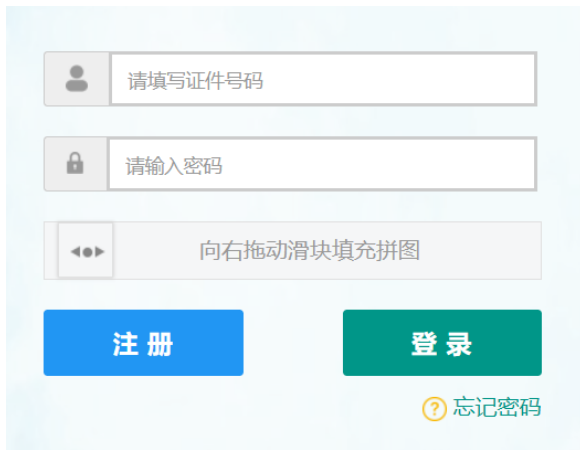 请填写证件号码
请输入密码
向右拖动滑块填充拼图
注 册
登 录
? 忘记密码